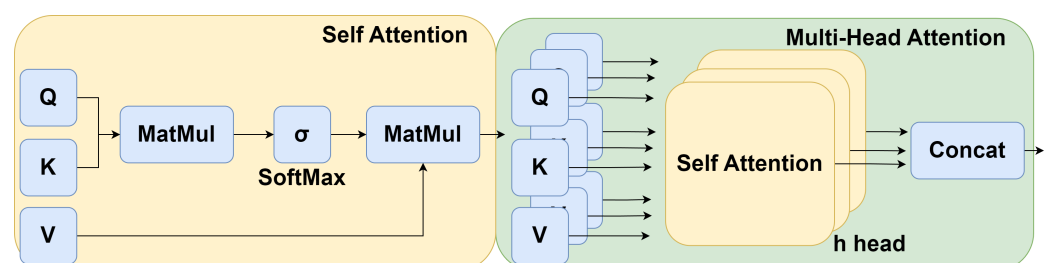 Self Attention
Q
K
V
MatMul
σ
SoftMax
MatMul
Multi-Head Attention
Q
K
V
Self Attention
h head
Concat